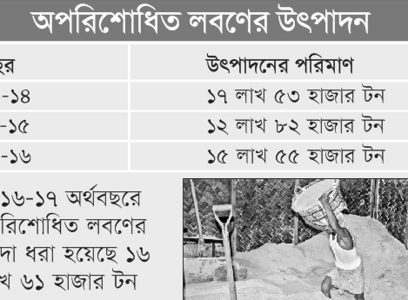 অপরিশোধিত লবণের উৎপাদন
উৎপাদনের পরিমাণ
-১৪ ১৭ লাখ ৫৩ হাজার টন
-১৫ ১২ লাখ ৮২ হাজার টন
-১৬ ১৫ লাখ ৫৫ হাজার টন
১৬-১৭ অর্থবছরে
লবণের
ধরা হয়েছে ১৬
৬১ হাজার টন